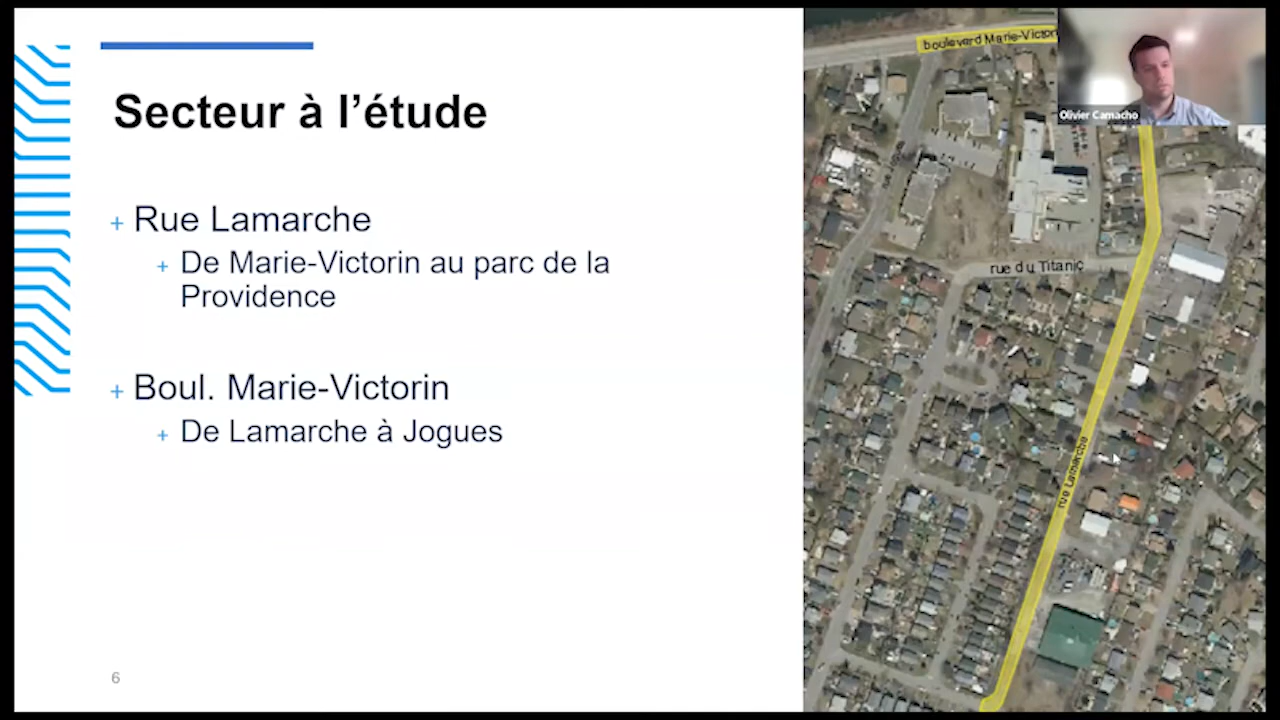 Secteur à l’étude
+ Rue Lamarche
+ De Marie-Victorin au parc de la
Providence
+ Boul. Marie-Victorin
+ De Lamarche à Jogues
6
boulevard Marie-Victori
Olivier Camacho
rue du Titanic
rue Lamarche